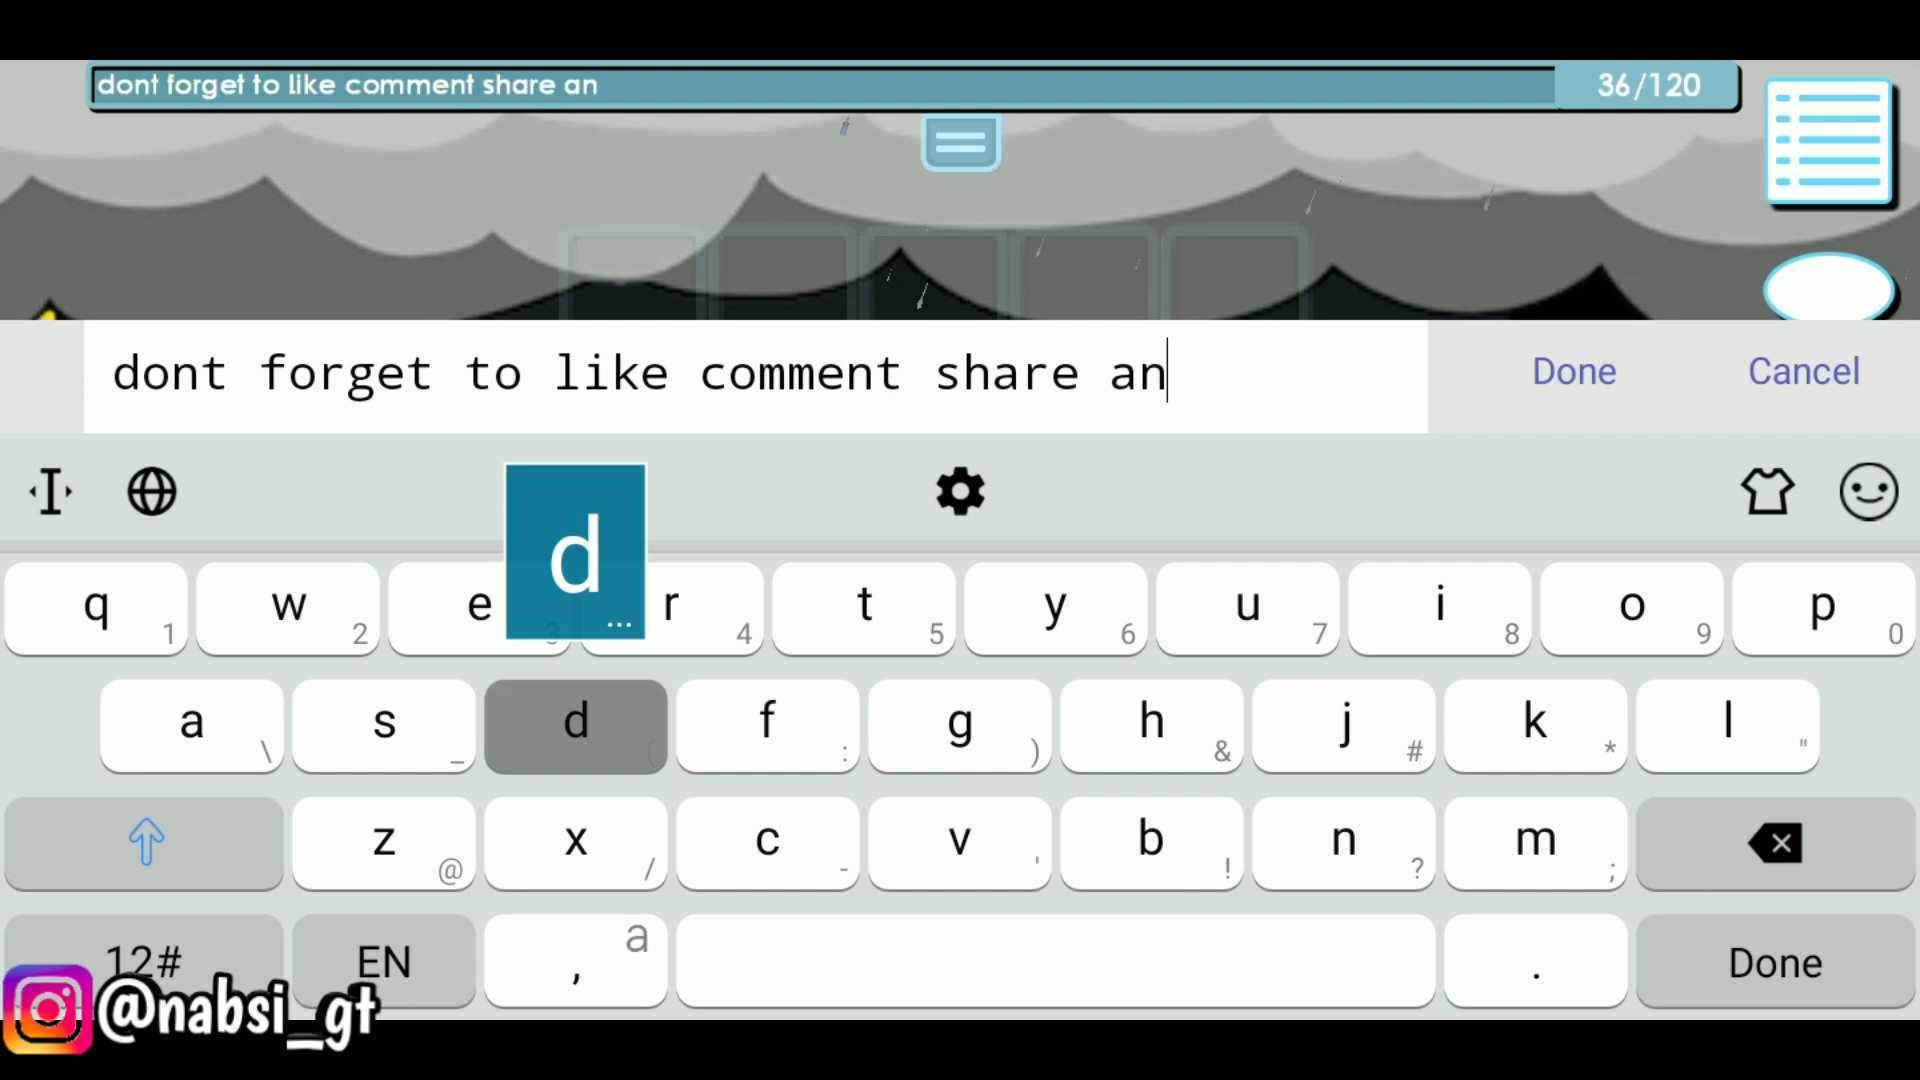 dont forget to like comment share an
36/120
dont forget to like comment share an
Done Cancel
d
...
q 1 w 2 e 3 r 4 t 5 y 6 u 7 i 8 o 9 p 0
a \ s _ d ( f : g ) h & j # k * l "
z @ x / c - v ' b ! n ? m ;
12# EN , a . Done
@nabsi_gt